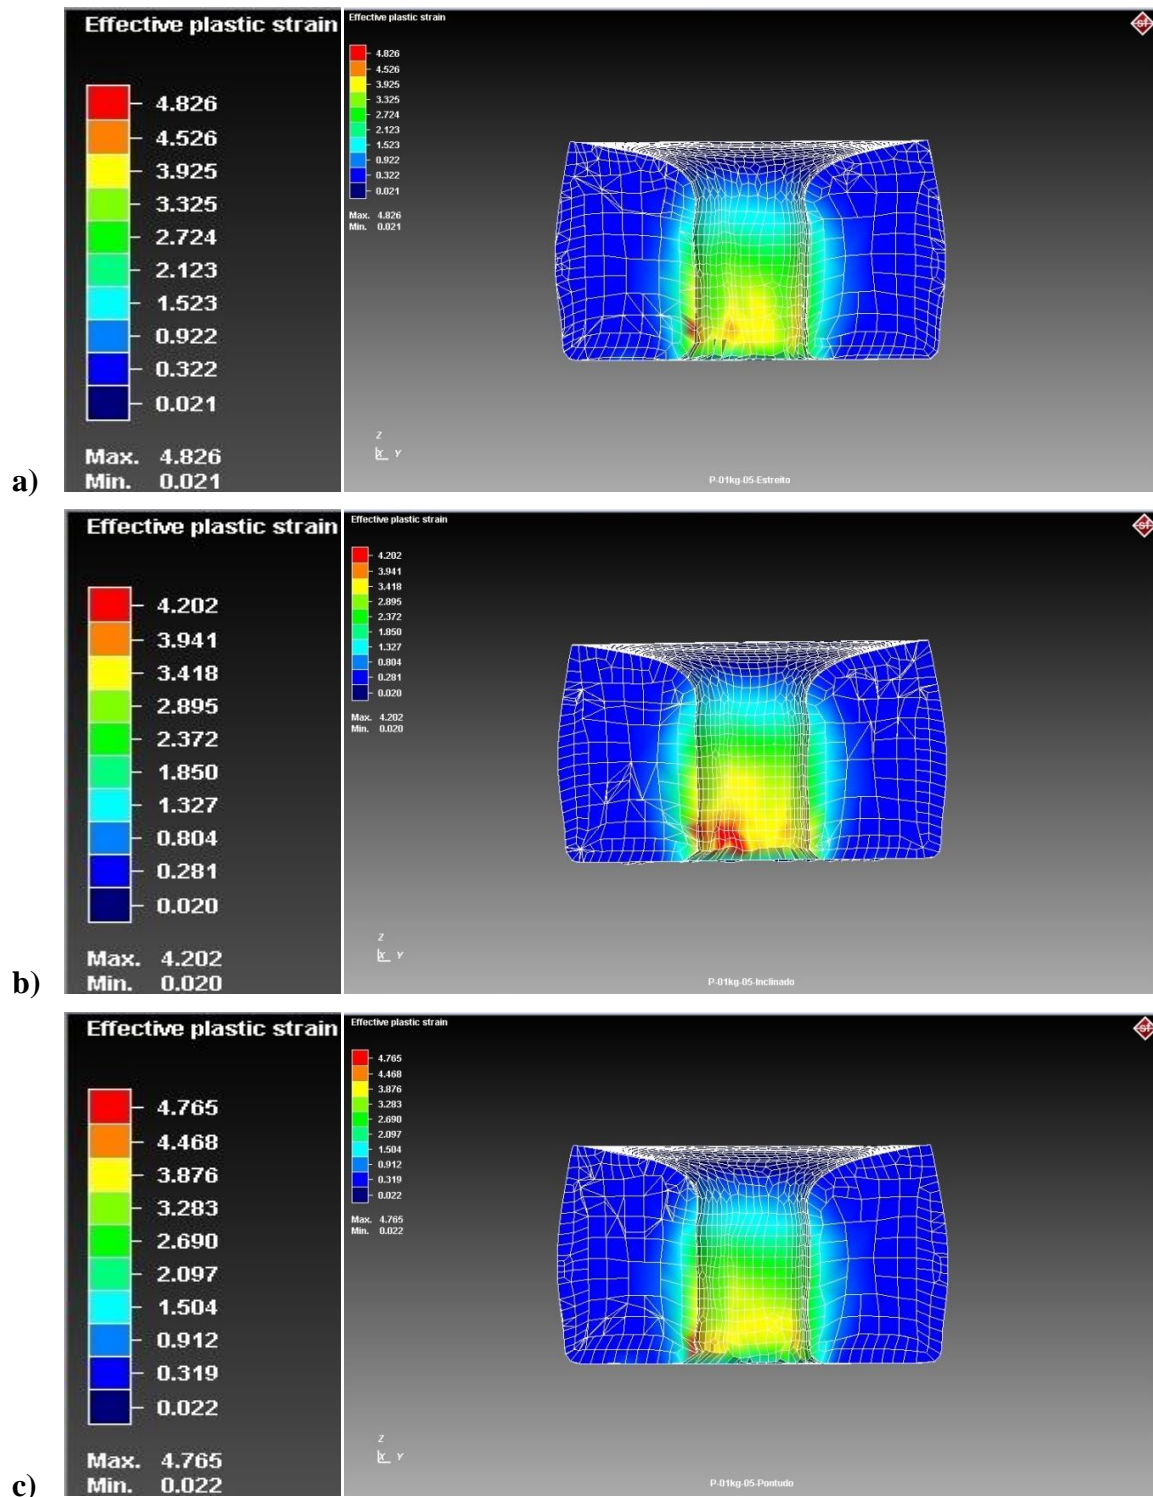 Effective plastic strain
4.826
4.526
3.925
3.325
2.724
2.123
1.523
0.922
0.322
0.021
Max. 4.826
Min. 0.021
a)
Effective plastic strain
4.826
4.526
3.925
3.325
2.724
2.123
1.523
0.922
0.322
0.021
Max. 4.826
Min. 0.021
Z
X Y
P-01kg-05-Estreito
Effective plastic strain
4.202
3.941
3.418
2.895
2.372
1.850
1.327
0.804
0.281
0.020
Max. 4.202
Min. 0.020
b)
Effective plastic strain
4.202
3.941
3.418
2.895
2.372
1.850
1.327
0.804
0.281
0.020
Max. 4.202
Min. 0.020
Z
X Y
P-01kg-05-Inclinado
Effective plastic strain
4.765
4.468
3.876
3.283
2.690
2.097
1.504
0.912
0.319
0.022
Max. 4.765
Min. 0.022
c)
Effective plastic strain
4.765
4.468
3.876
3.283
2.690
2.097
1.504
0.912
0.319
0.022
Max. 4.765
Min. 0.022
Z
X Y
P-01kg-05-Pontudo